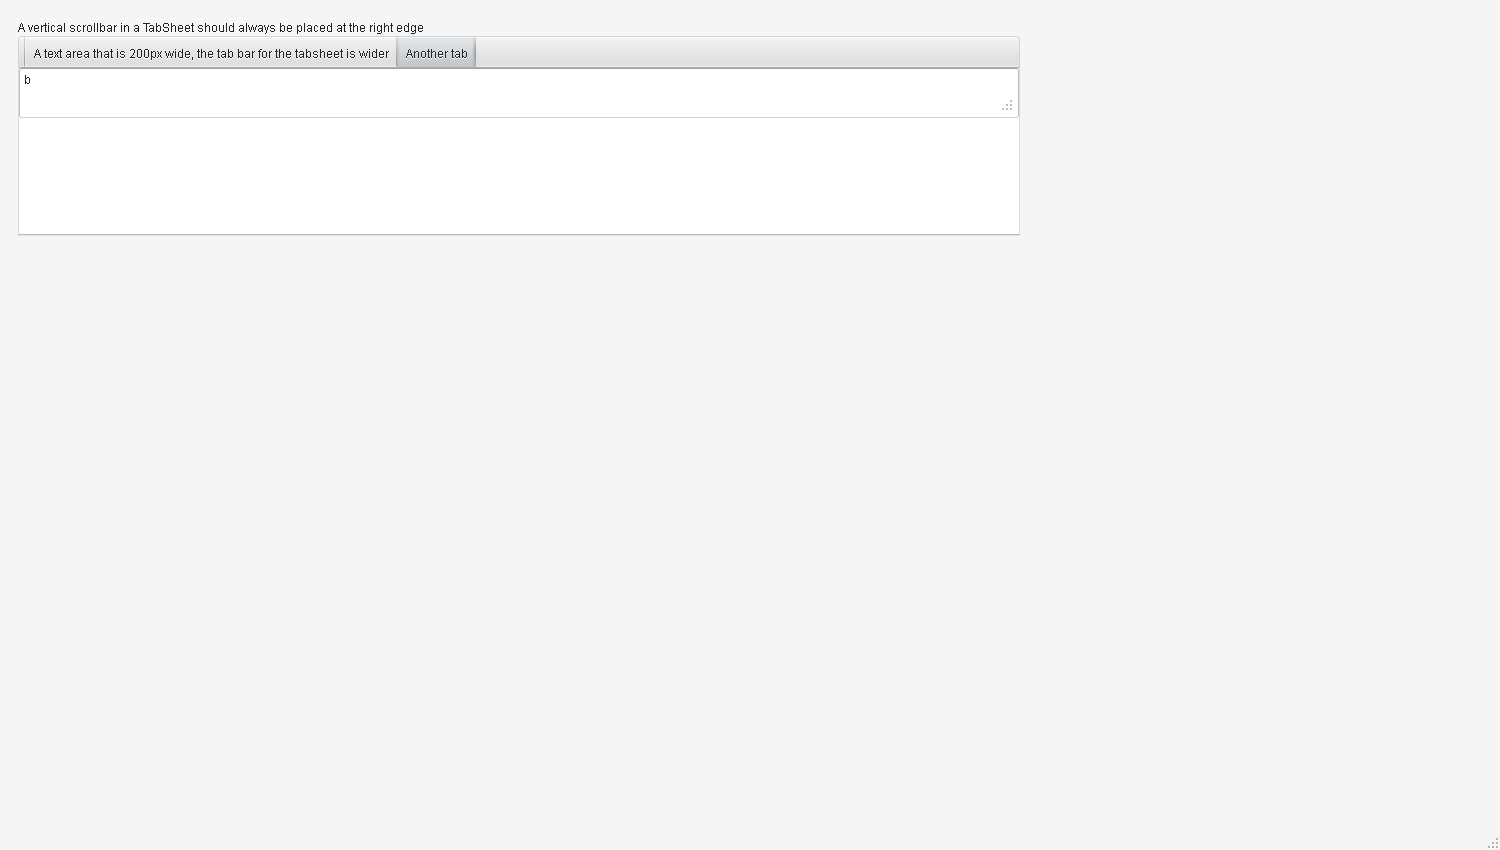 A vertical scrollbar in a TabSheet should always be placed at the right edge
A text area that is 200px wide, the tab bar for the tabsheet is wider Another tab
b